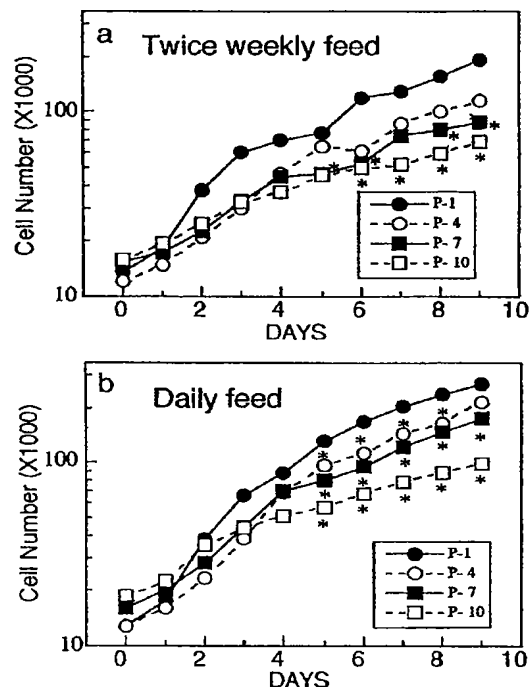 a
Twice weekly feed
Cell Number (X1000)
100
10
P-1
P-4
P-7
P-10
* * * * * * * *
0 2 4 6 8 10
DAYS
b
Daily feed
Cell Number (X1000)
100
10
P-1
P-4
P-7
P-10
* * * * * * * * * *
0 2 4 6 8 10
DAYS